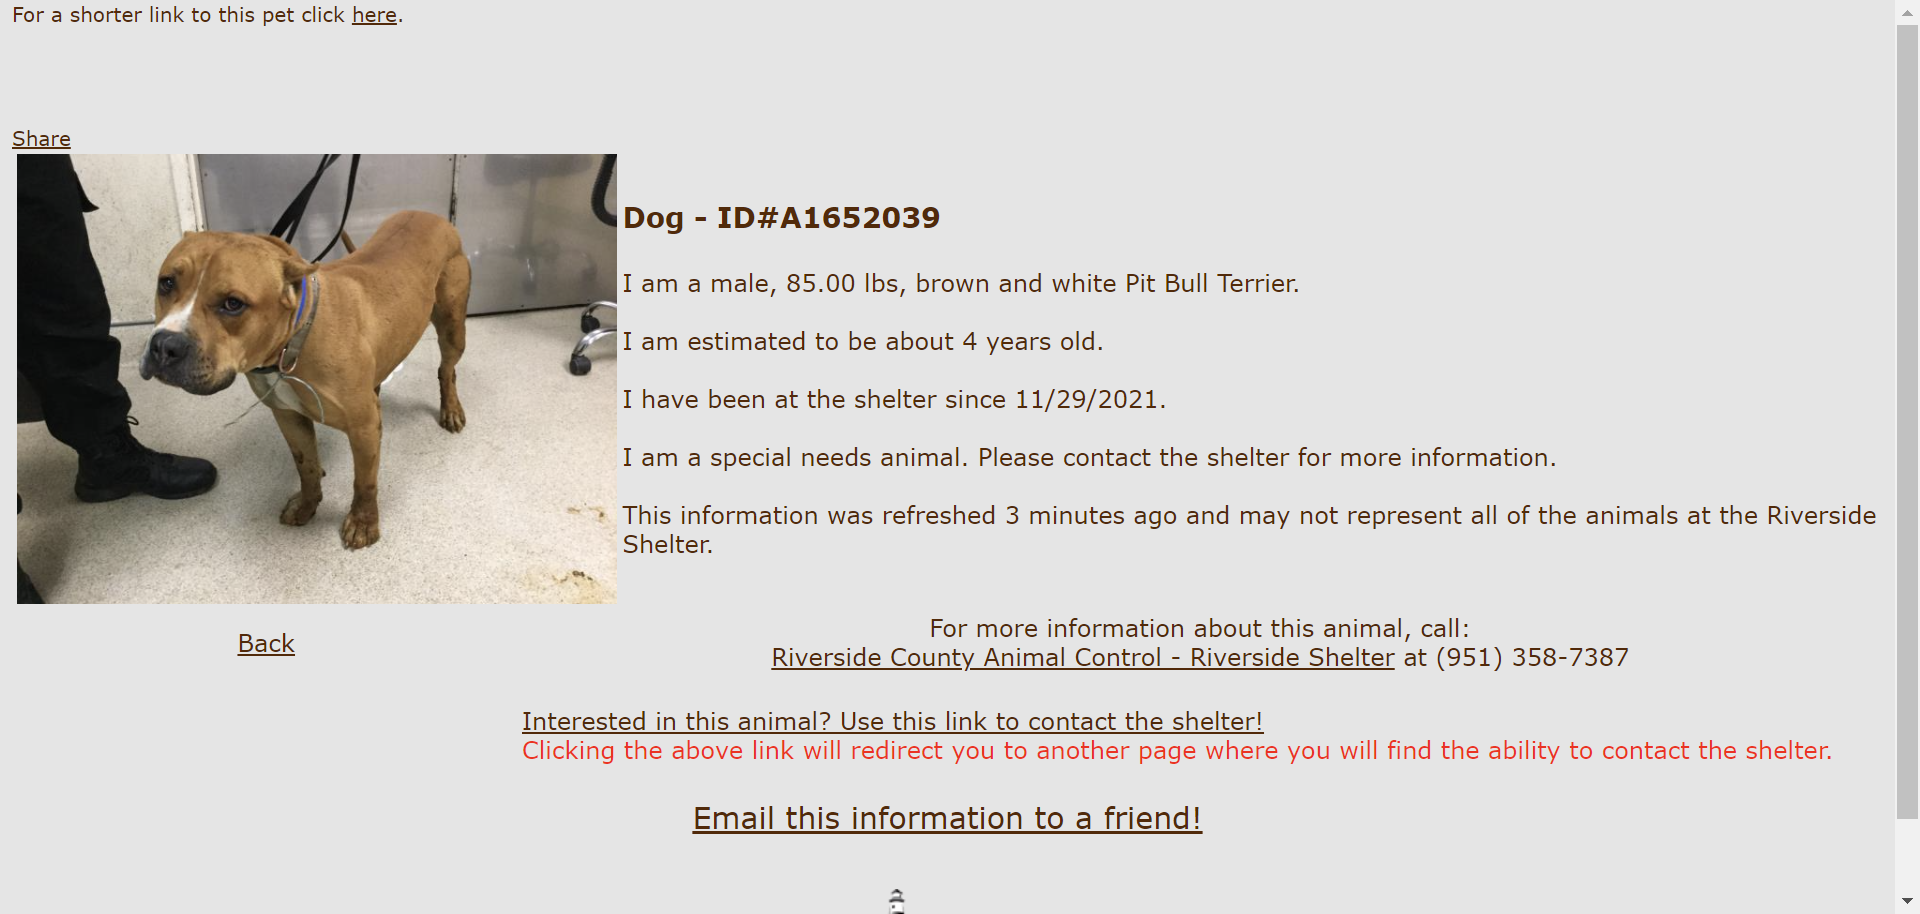 For a shorter link to this pet click here.
Share
Dog - ID#A1652039
I am a male, 85.00 lbs, brown and white Pit Bull Terrier.
I am estimated to be about 4 years old.
I have been at the shelter since 11/29/2021.
I am a special needs animal. Please contact the shelter for more information.
This information was refreshed 3 minutes ago and may not represent all of the animals at the Riverside
Shelter.
Back
For more information about this animal, call:
Riverside County Animal Control - Riverside Shelter at (951) 358-7387
Interested in this animal? Use this link to contact the shelter!
Clicking the above link will redirect you to another page where you will find the ability to contact the shelter.
Email this information to a friend!